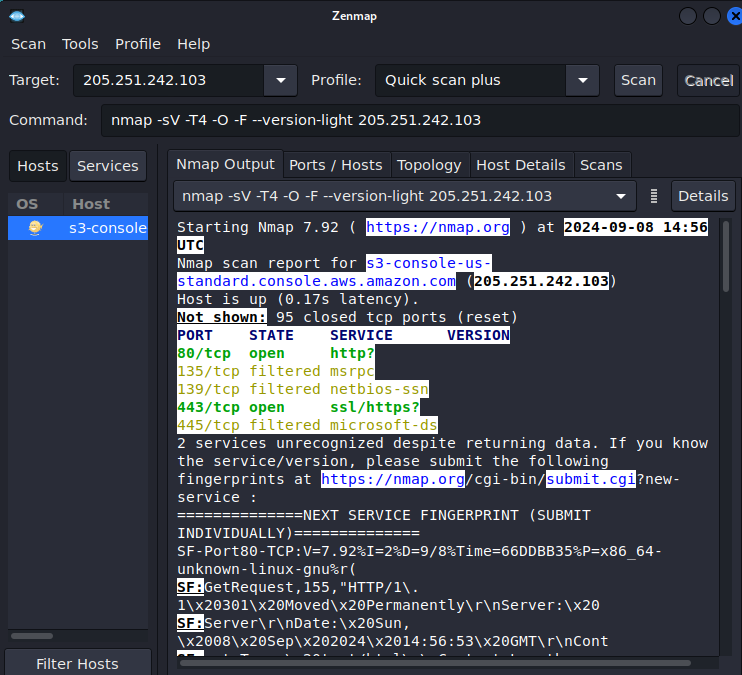 Zenmap
Scan Tools Profile Help
Target: 205.251.242.103 Profile: Quick scan plus Scan Cancel
Command: nmap -sV -T4 -O -F --version-light 205.251.242.103
Hosts Services
OS Host
s3-console
Filter Hosts
Nmap Output Ports / Hosts Topology Host Details Scans
nmap -sV -T4 -O -F --version-light 205.251.242.103 Details
Starting Nmap 7.92 ( https://nmap.org ) at 2024-09-08 14:56
UTC
Nmap scan report for s3-console-us-
standard.console.aws.amazon.com (205.251.242.103)
Host is up (0.17s latency).
Not shown: 95 closed tcp ports (reset)
PORT STATE SERVICE VERSION
80/tcp open http?
135/tcp filtered msrpc
139/tcp filtered netbios-ssn
443/tcp open ssl/https?
445/tcp filtered microsoft-ds
2 services unrecognized despite returning data. If you know
the service/version, please submit the following
fingerprints at https://nmap.org/cgi-bin/submit.cgi?new-
service :
==============NEXT SERVICE FINGERPRINT (SUBMIT
INDIVIDUALLY)==============
SF-Port80-TCP:V=7.92%I=2%D=9/8%Time=66DDBB35%P=x86_64-
unknown-linux-gnu%r(
SF:GetRequest,155,"HTTP/1\.
1\x20301\x20Moved\x20Permanently\r\nServer:\x20
SF:Server\r\nDate:\x20Sun,
\x2008\x20Sep\x202024\x2014:56:53\x20GMT\r\nCont